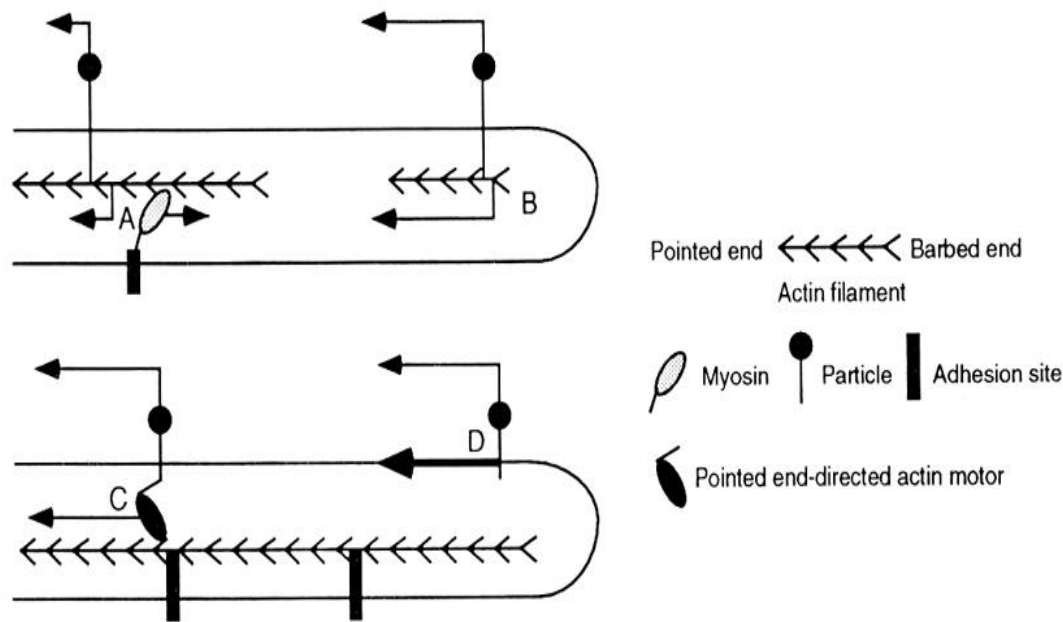 A
B
Pointed end Barbed end
Actin filament
Myosin Particle Adhesion site
D
C
Pointed end-directed actin motor